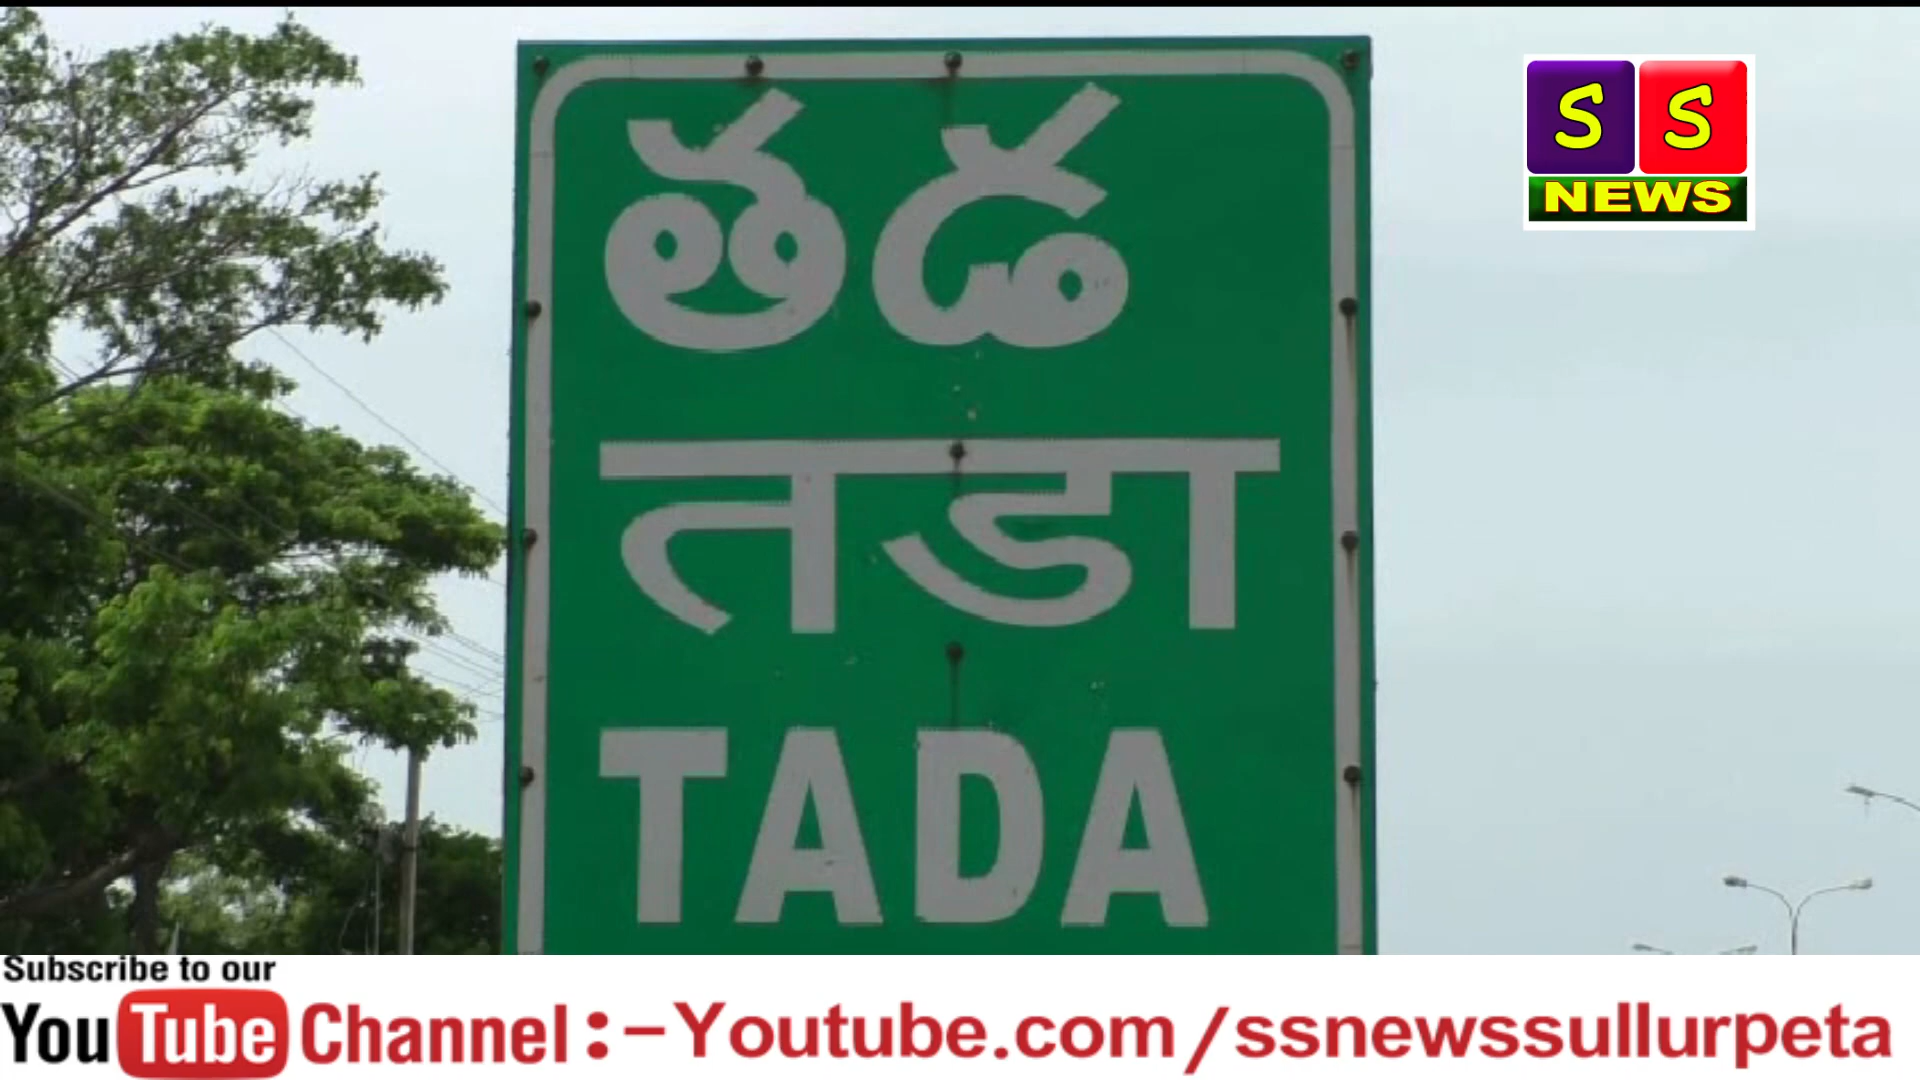 S S
NEWS
తడ
तडा
TADA
Subscribe to our
YouTube Channel :-Youtube.com/ssnewssullurpeta